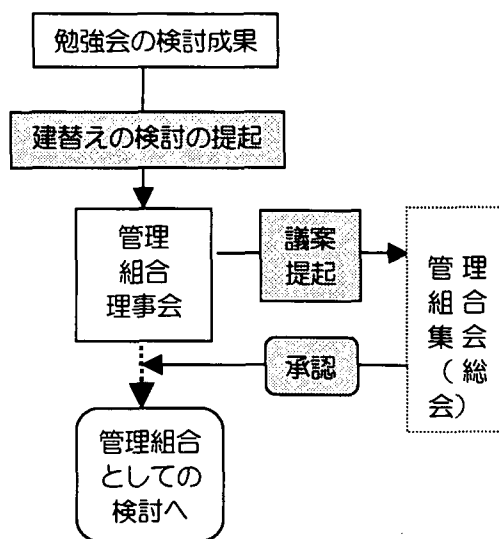 勉強会の検討成果
建替えの検討の提起
管理
組合
理事会
議案
提起
管理
組合
集会
（総
会）
承認
管理組合
としての
検討へ